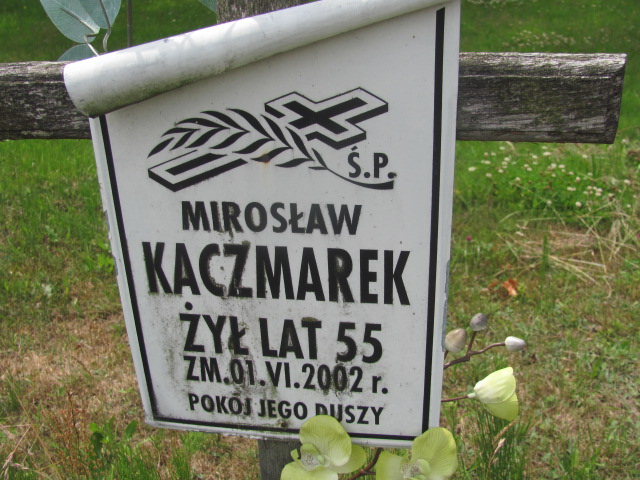 Ś.P.
MIROSŁAW
KACZMAREK
ŻYŁ LAT 55
ZM.01.VI.2002 r.
POKÓJ JEGO DUSZY